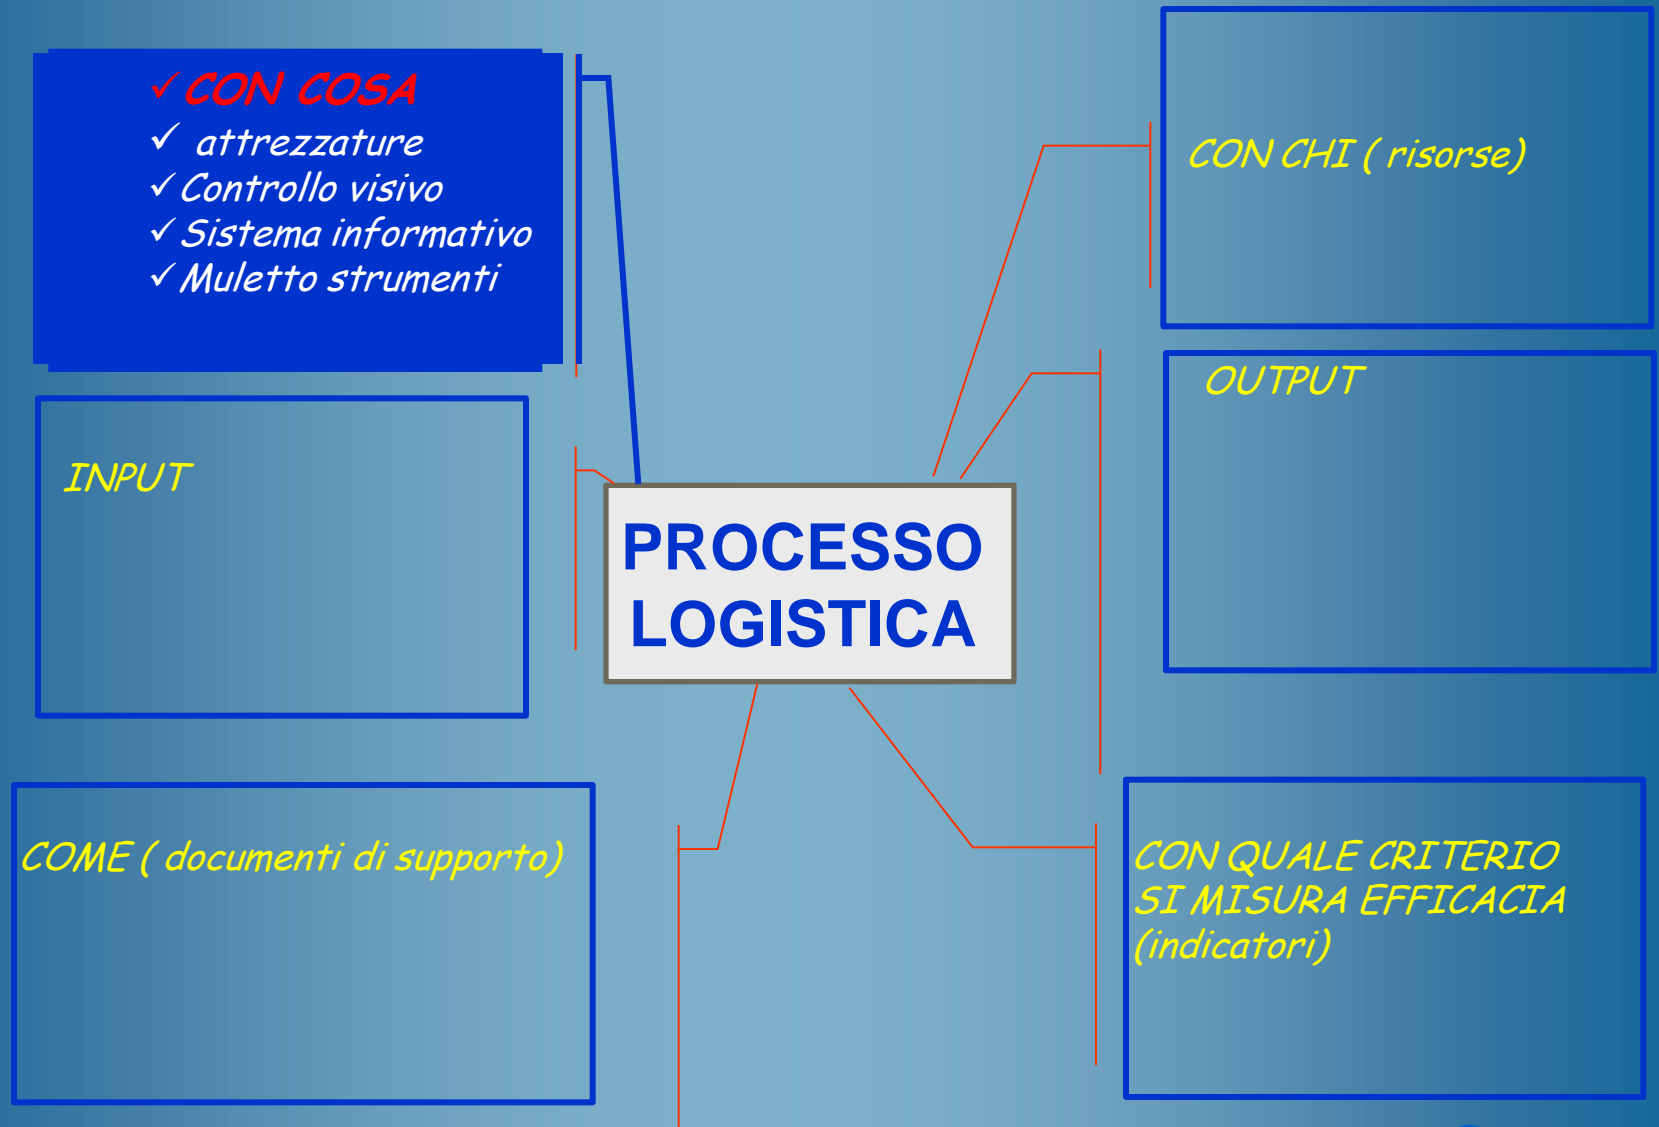 ✓ CON COSA
✓ attrezzature
✓ Controllo visivo
✓ Sistema informativo
✓ Muletto strumenti
CON CHI ( risorse)
INPUT
OUTPUT
PROCESSO
LOGISTICA
COME ( documenti di supporto)
CON QUALE CRITERIO
SI MISURA EFFICACIA
(indicatori)